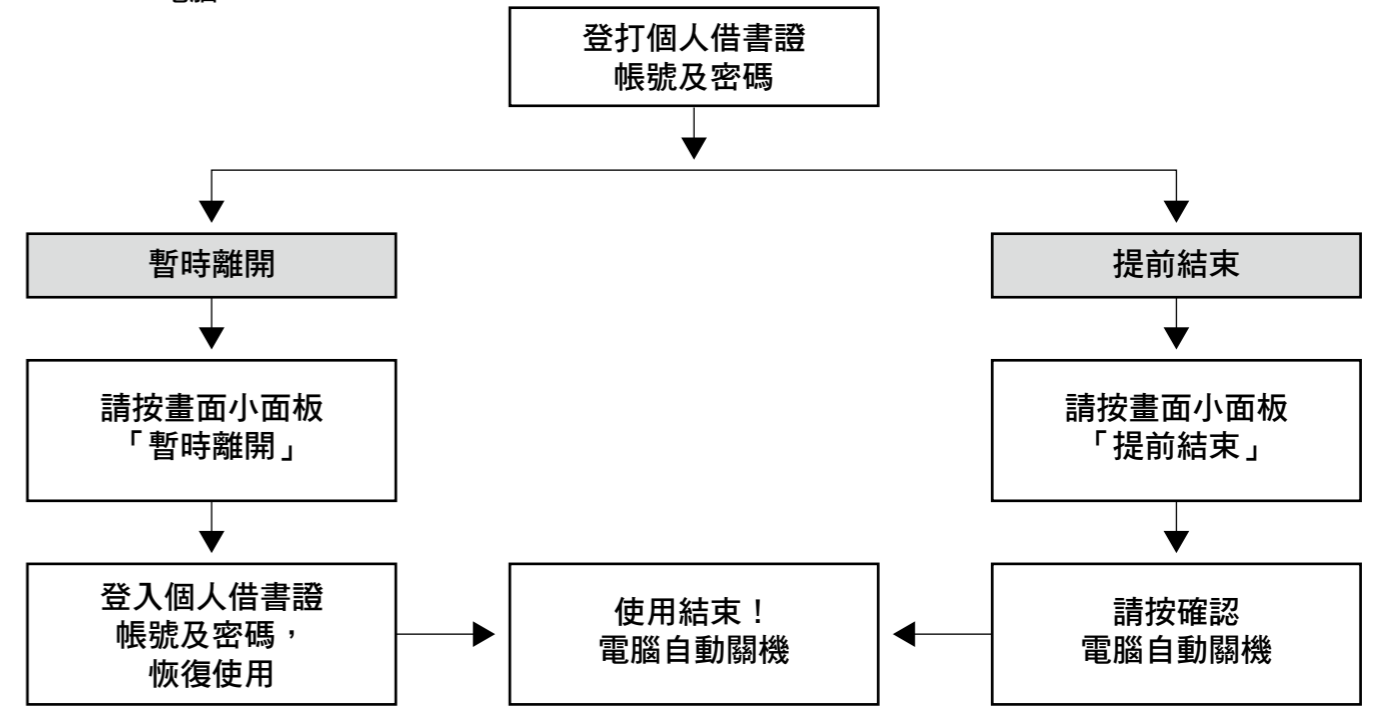 電腦
登打個人借書證
帳號及密碼
暫時離開
提前結束
請按畫面小面板
「暫時離開」
請按畫面小面板
「提前結束」
登入個人借書證
帳號及密碼，
恢復使用
使用結束！
電腦自動關機
請按確認
電腦自動關機